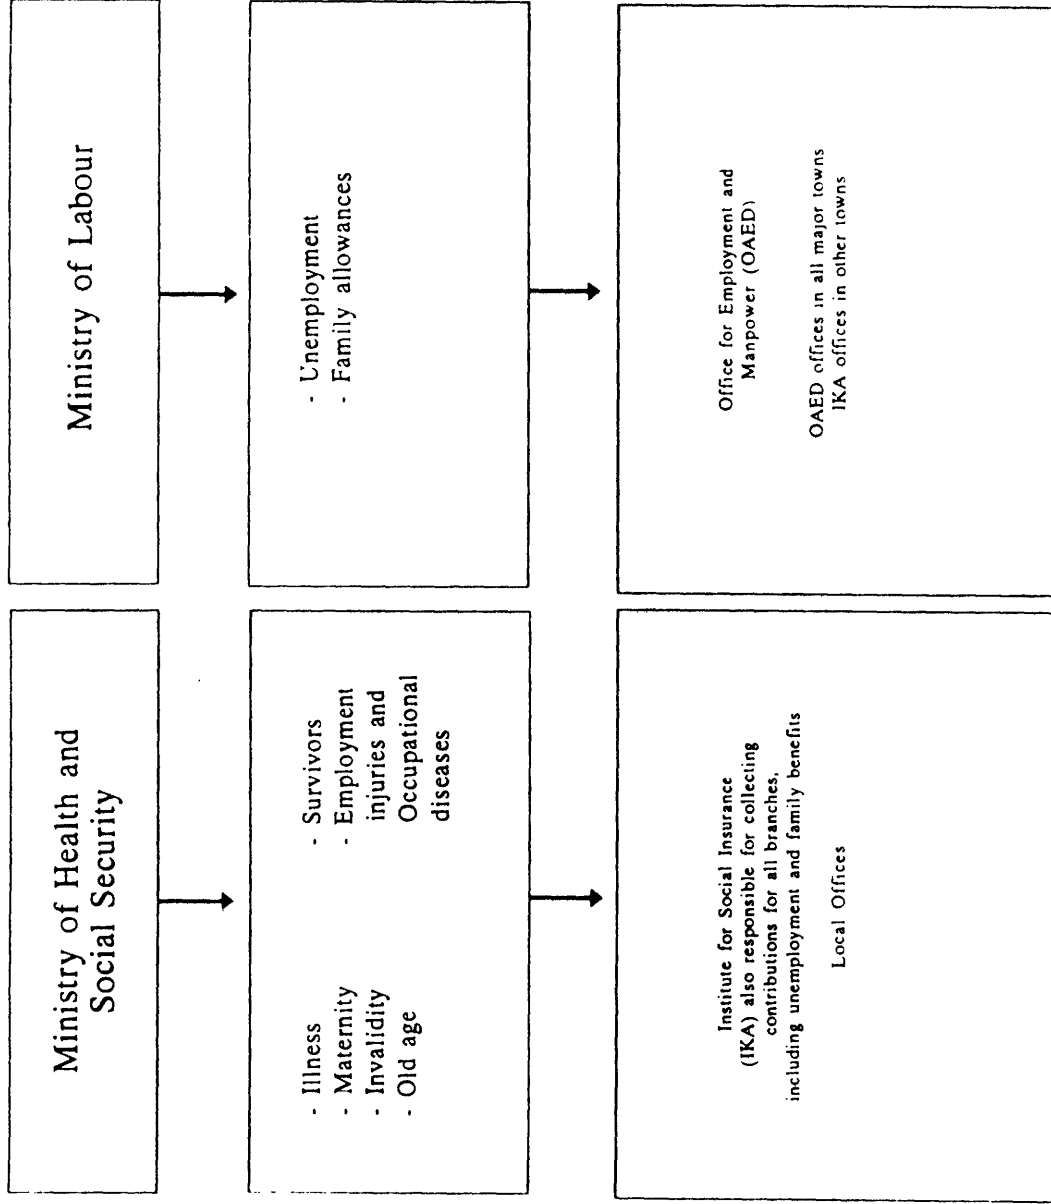 Ministry of Health and
Social Security
- Illness
- Maternity
- Invalidity
- Old age
- Survivors
- Employment
injuries and
Occupational
diseases
Institute for Social Insurance
(IKA) also responsible for collecting
contributions for all branches,
including unemployment and family benefits
Local Offices
Ministry of Labour
- Unemployment
- Family allowances
Office for Employment and
Manpower (OAED)
OAED offices in all major towns
IKA offices in other towns